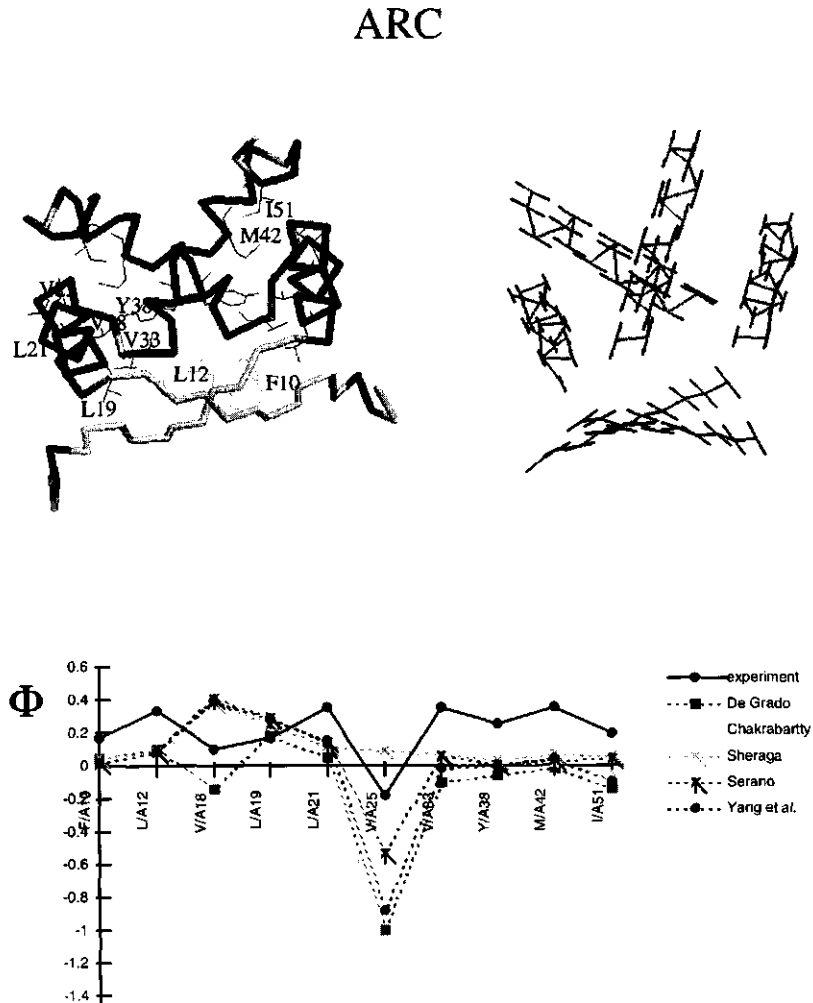 ARC
I51
M42
Y38
V33
L21
L12
F10
L19
Φ
0.6
0.4
0.2
0
-0.2
-0.4
-0.6
-0.8
-1
-1.2
-1.4
L/A12
V/A18
L/A19
L/A21
V/A25
Y/A38
M/A42
I/A51
experiment
De Grado
Chakrabartty
Sheraga
Serano
Yang et al.